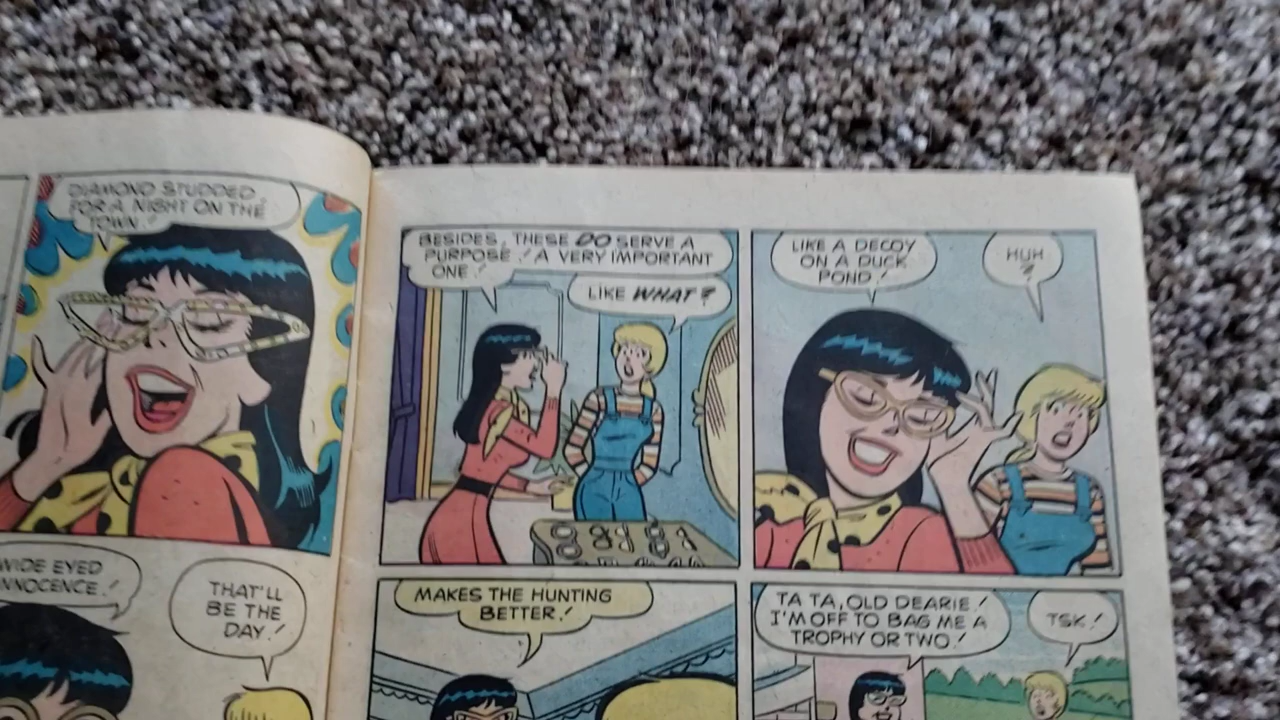 DIAMOND STUDDED,
FOR A NIGHT ON THE
TOWN!
WIDE EYED
INNOCENCE!
THAT'LL
BE THE
DAY!
BESIDES, THESE DO SERVE A
PURPOSE! A VERY IMPORTANT
ONE!
LIKE WHAT?
LIKE A DECOY
ON A DUCK
POND!
HUH
?
MAKES THE HUNTING
BETTER!
TA TA, OLD DEARIE!
I'M OFF TO BAG ME A
TROPHY OR TWO!
TSK!